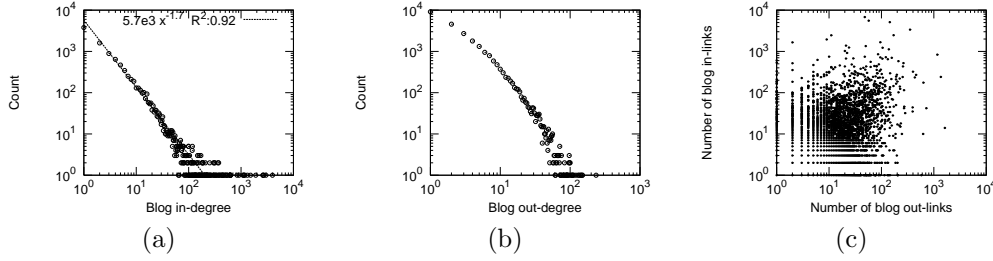 5.7e3 x^-1.7 R^2:0.92
Count
10^4
10^3
10^2
10^1
10^0
10^0 10^1 10^2 10^3 10^4
Blog in-degree
(a)
Count
10^4
10^3
10^2
10^1
10^0
10^0 10^1 10^2 10^3
Blog out-degree
(b)
Number of blog in-links
10^4
10^3
10^2
10^1
10^0
10^0 10^1 10^2 10^3 10^4
Number of blog out-links
(c)